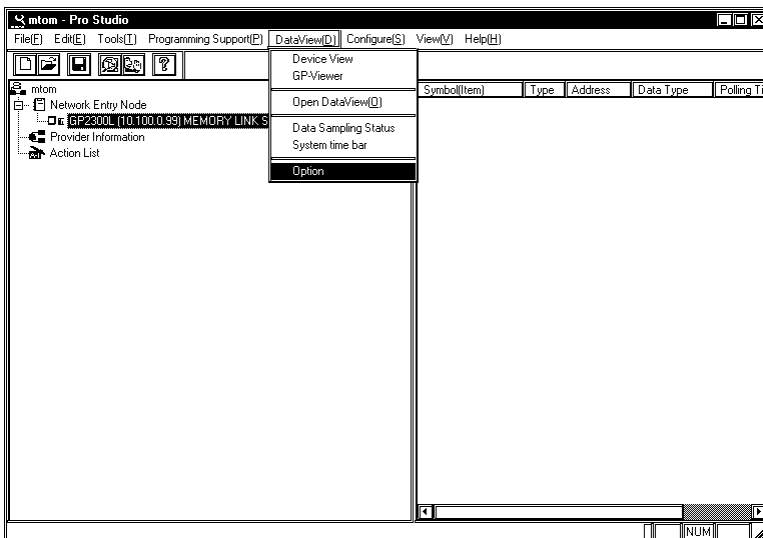 mtom - Pro Studio
File(F) Edit(E) Tools(T) Programming Support(P) DataView(D) Configure(S) View(V) Help(H)
Device View
GP-Viewer
Open DataView(O)
Data Sampling Status
System time bar
Option
mtom
Network Entry Node
GP2300L (10.100.0.99) MEMORY LINK S
Provider Information
Action List
Symbol(Item) Type Address Data Type Polling Ti
NUM